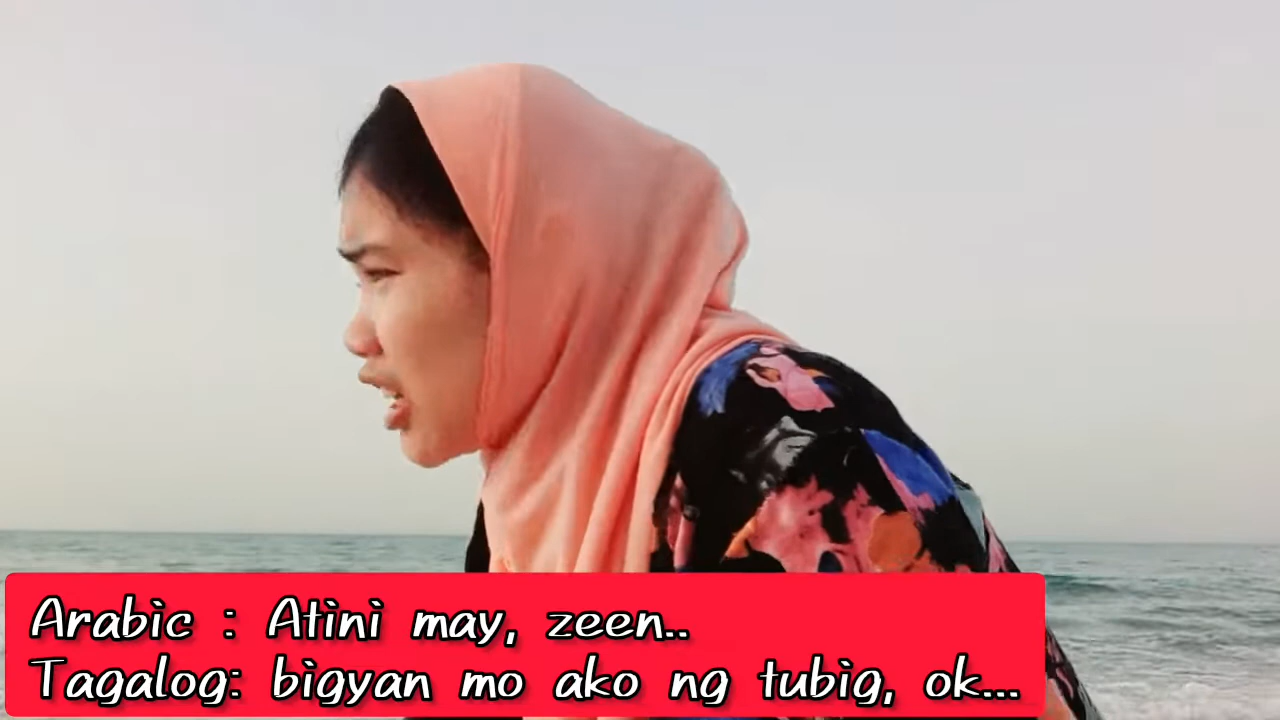 Arabic : Atini may, zeen..
Tagalog: bigyan mo ako ng tubig, ok...